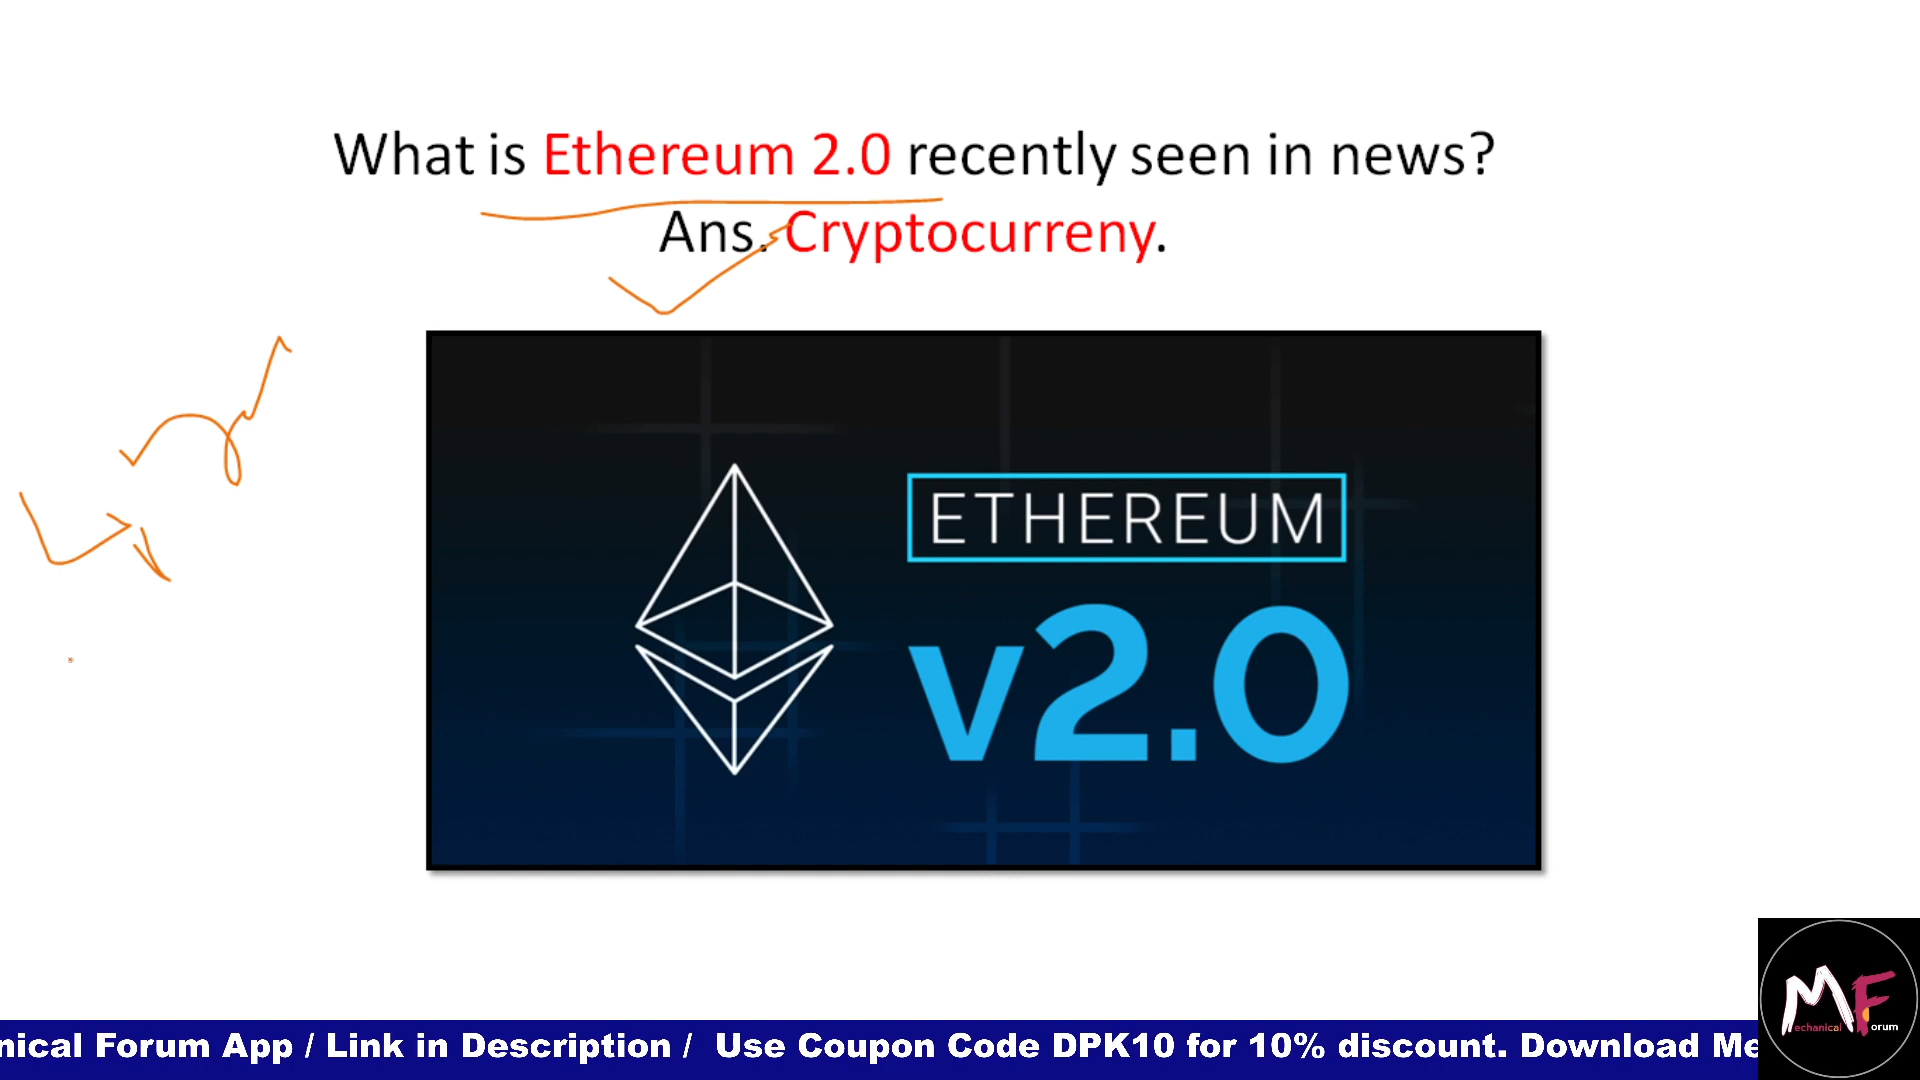 What is Ethereum 2.0 recently seen in news?
Ans. Cryptocurreny.
ETHEREUM
v2.0
MF
echanical orum
nical Forum App / Link in Description / Use Coupon Code DPK10 for 10% discount. Download Me